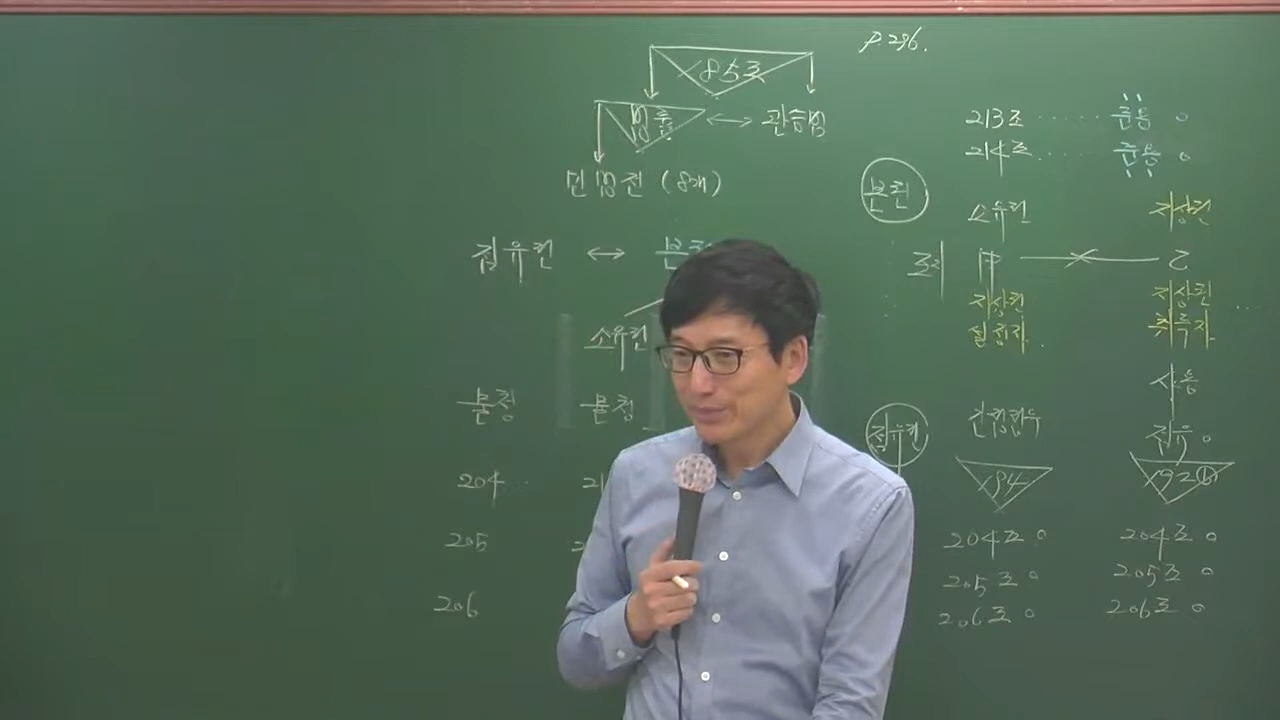 P.296.
185조
법률 ↔ 관습법
민법전 (8개)
점유권 ↔ 본권
소유권
물청 물청
204 ‥
205
206
213조 ‥‥‥ 준용 o
214조 ‥‥‥ 준용 o
본권 소유권 지상권
토지 甲 ㅡ×ㅡ 乙
지상권 지상권 ‥‥
설정자. 취득자
사용
점유권 간접점유 점유 o
194 192①
204조 o 204조 o
205조 o 205조 o
206조 o 206조 o